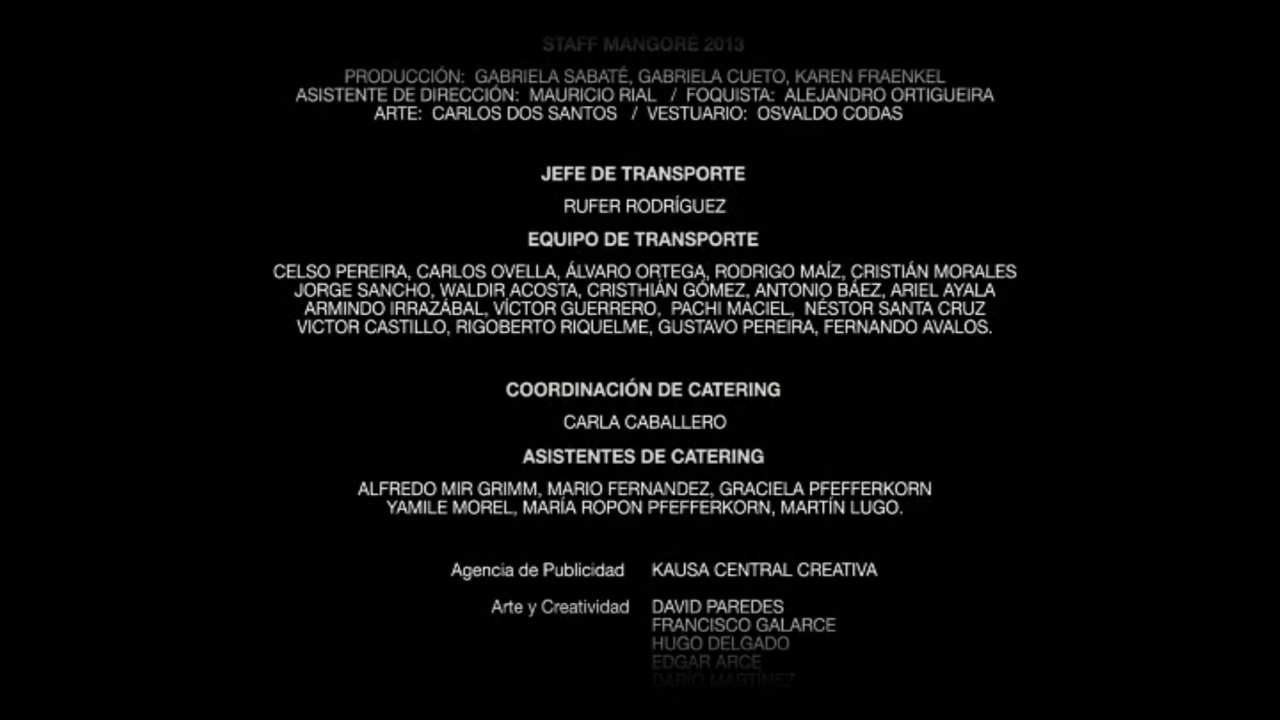 STAFF MANGORÉ 2013
PRODUCCIÓN: GABRIELA SABATÉ, GABRIELA CUETO, KAREN FRAENKEL
ASISTENTE DE DIRECCIÓN: MAURICIO RIAL / FOQUISTA: ALEJANDRO ORTIGUEIRA
ARTE: CARLOS DOS SANTOS / VESTUARIO: OSVALDO CODAS
JEFE DE TRANSPORTE
RUFER RODRÍGUEZ
EQUIPO DE TRANSPORTE
CELSO PEREIRA, CARLOS OVELLA, ÁLVARO ORTEGA, RODRIGO MAÍZ, CRISTIÁN MORALES
JORGE SANCHO, WALDIR ACOSTA, CRISTHIÁN GÓMEZ, ANTONIO BÁEZ, ARIEL AYALA
ARMINDO IRRAZÁBAL, VÍCTOR GUERRERO, PACHI MACIEL, NÉSTOR SANTA CRUZ
VICTOR CASTILLO, RIGOBERTO RIQUELME, GUSTAVO PEREIRA, FERNANDO AVALOS.
COORDINACIÓN DE CATERING
CARLA CABALLERO
ASISTENTES DE CATERING
ALFREDO MIR GRIMM, MARIO FERNANDEZ, GRACIELA PFEFFERKORN
YAMILE MOREL, MARÍA ROPON PFEFFERKORN, MARTÍN LUGO.
Agencia de Publicidad KAUSA CENTRAL CREATIVA
Arte y Creatividad DAVID PAREDES
FRANCISCO GALARCE
HUGO DELGADO
EDGAR ARCE
DARÍO MARTÍNEZ